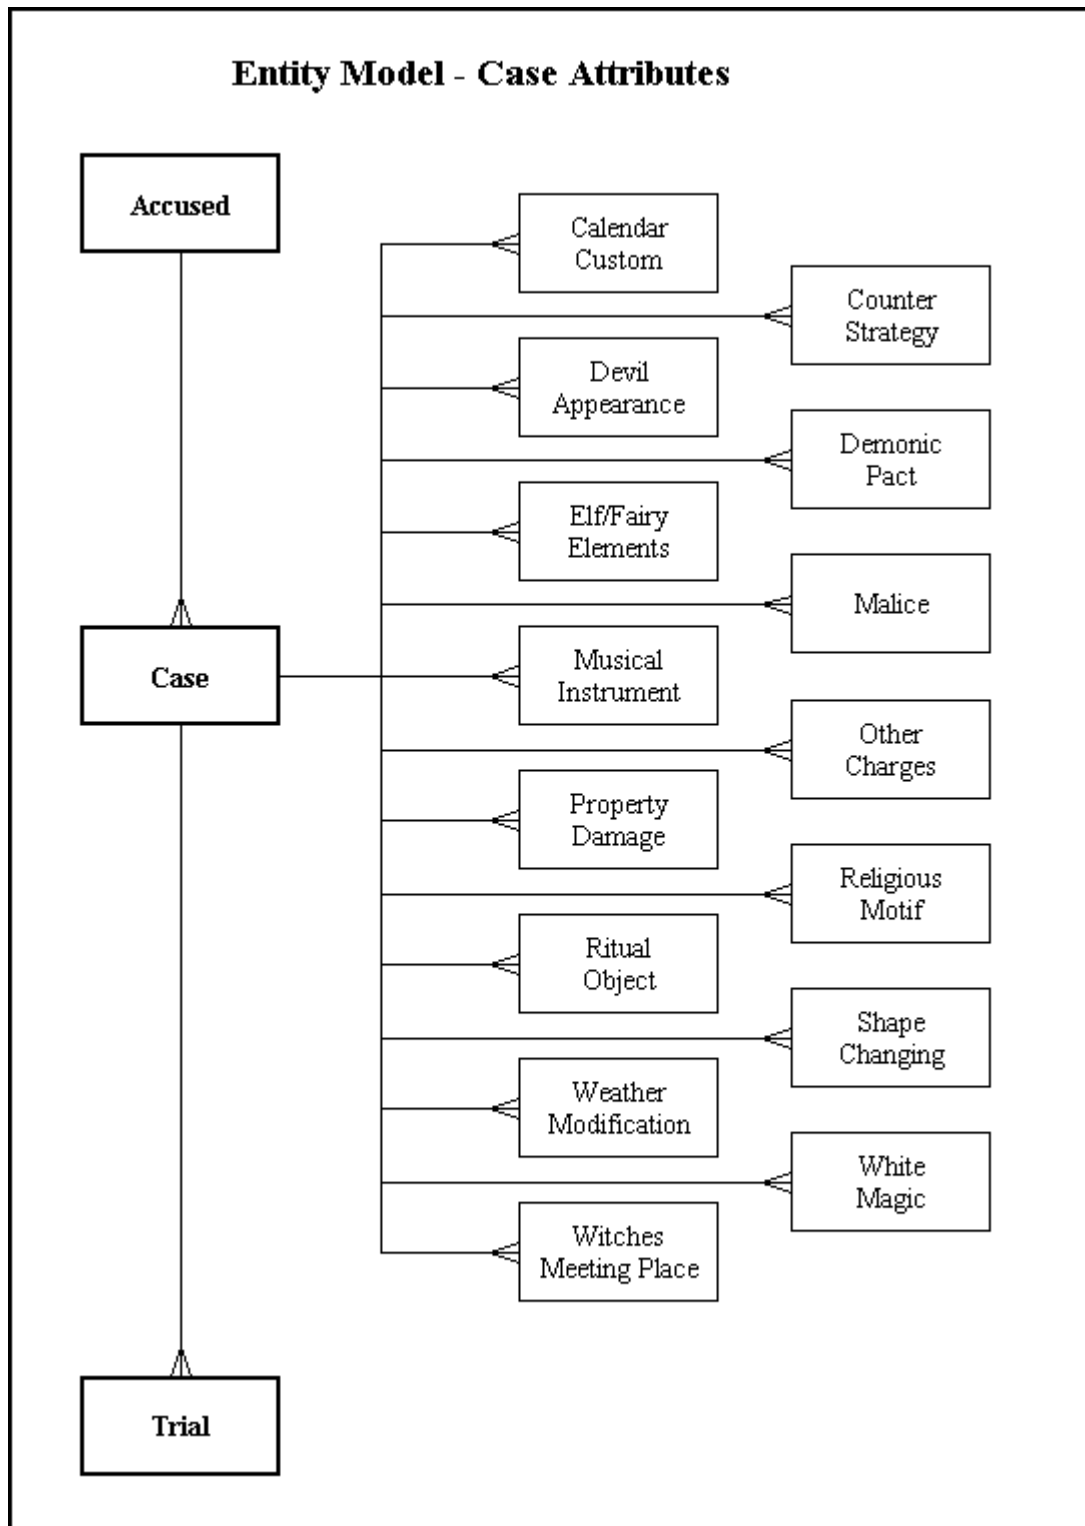 Entity Model - Case Attributes
Accused
Calendar
Custom
Counter
Strategy
Devil
Appearance
Demonic
Pact
Elf/Fairy
Elements
Malice
Case
Musical
Instrument
Other
Charges
Property
Damage
Religious
Motif
Ritual
Object
Shape
Changing
Weather
Modification
White
Magic
Witches
Meeting Place
Trial